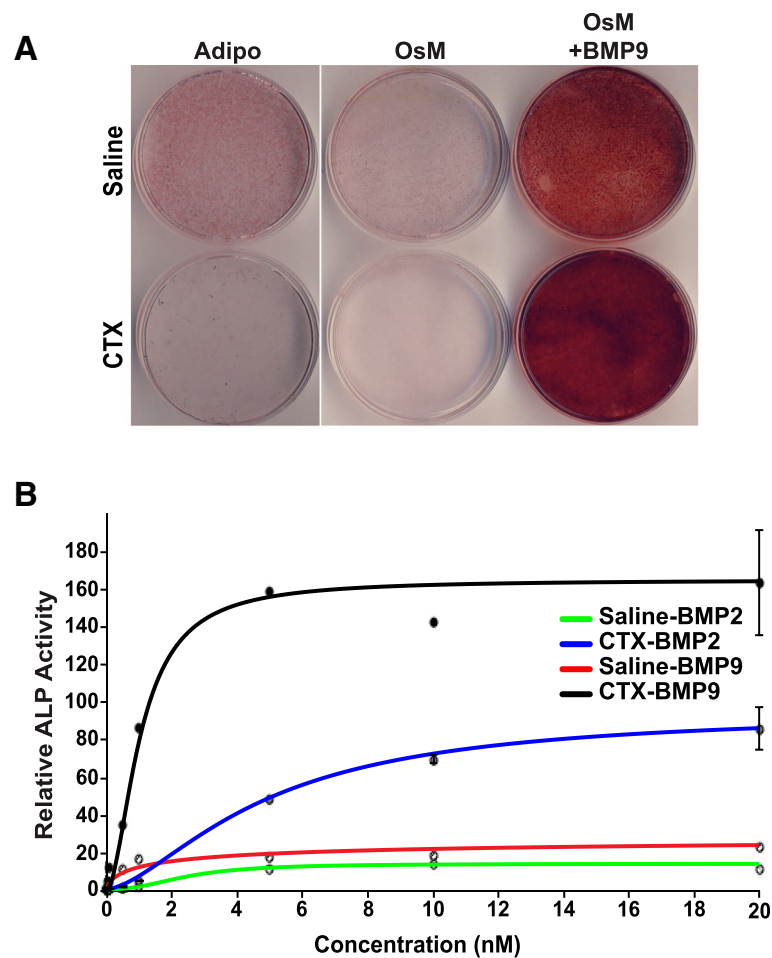 A
Adipo
OsM
OsM
+BMP9
Saline
CTX
B
Relative ALP Activity
180
160
140
120
100
80
60
40
20
0
Saline-BMP2
CTX-BMP2
Saline-BMP9
CTX-BMP9
0 2 4 6 8 10 12 14 16 18 20
Concentration (nM)